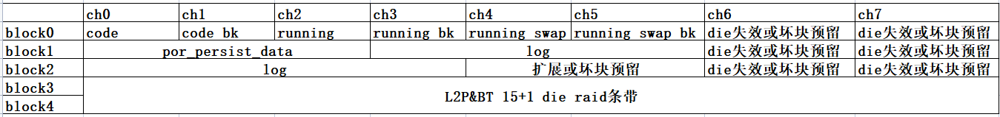 ch0 ch1 ch2 ch3 ch4 ch5 ch6 ch7
block0 code code bk running running bk running swap running swap bk die失效或坏块预留 die失效或坏块预留
block1 por_persist_data log die失效或坏块预留 die失效或坏块预留
block2 log 扩展或坏块预留 die失效或坏块预留 die失效或坏块预留
block3
L2P&BT 15+1 die raid条带
block4